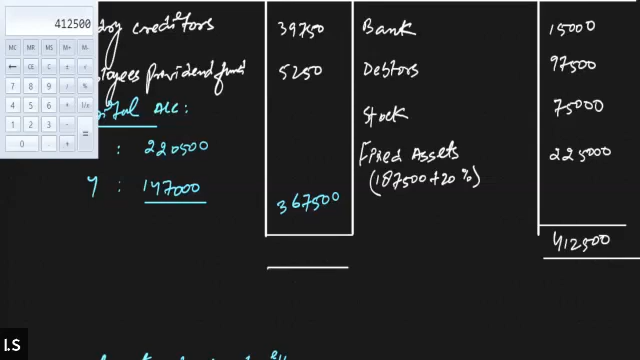 412500
MC MR MS M+ M-
← CE C ± √
7 8 9 / %
4 5 6 * 1/x
1 2 3 - =
0 . +
creditors 39750 Bank 15000
Provident fund 5250 Debtors 97500
A/C: Stock 75000
: 220500 Fixed Assets 225000
Y : 147000 (187500+20%)
367500
412500
I.S